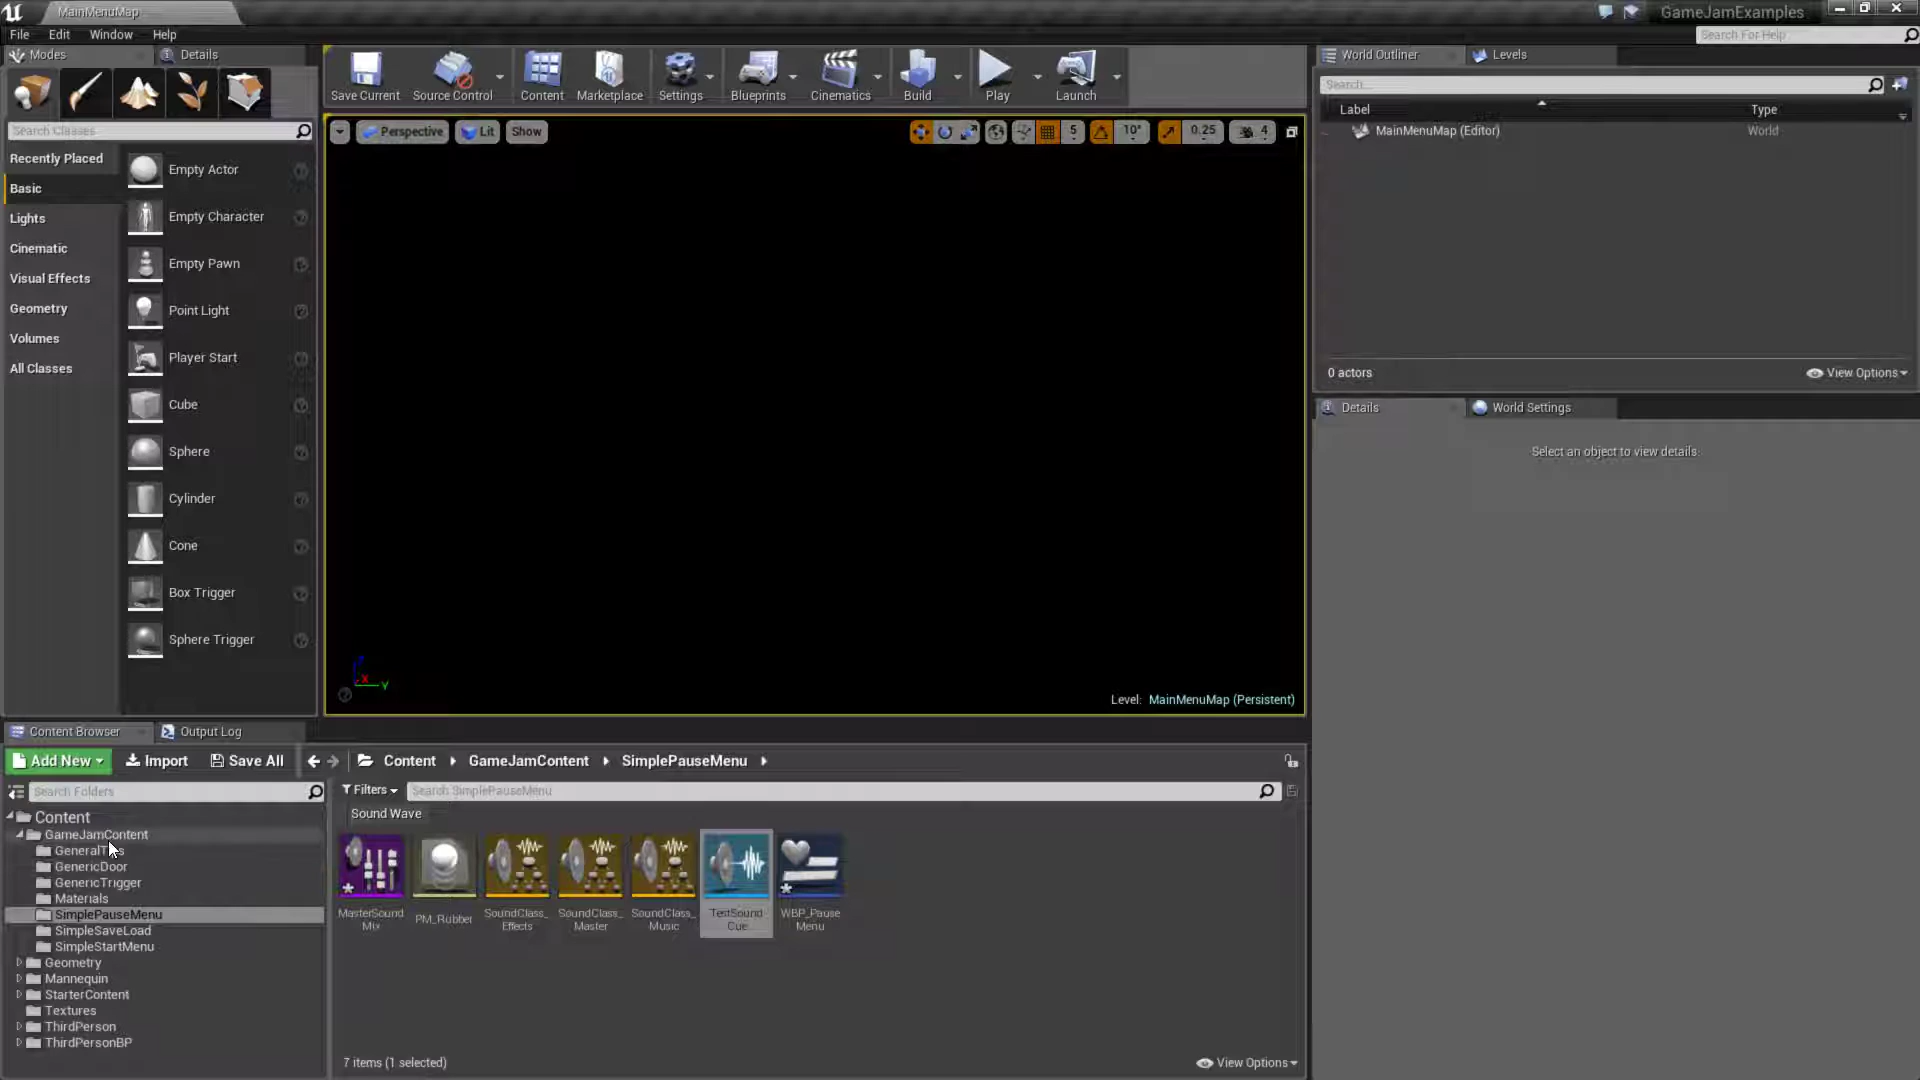 MainMenuMap
GameJamExamples
File Edit Window Help
Search For Help
Modes
Details
Search Classes
Recently Placed
Basic
Lights
Cinematic
Visual Effects
Geometry
Volumes
All Classes
Empty Actor
Empty Character
Empty Pawn
Point Light
Player Start
Cube
Sphere
Cylinder
Cone
Box Trigger
Sphere Trigger
Save Current
Source Control
Content
Marketplace
Settings
Blueprints
Cinematics
Build
Play
Launch
Perspective
Lit
Show
5
10°
0.25
4
X
Y
Level: MainMenuMap (Persistent)
World Outliner
Levels
Search...
Label
Type
MainMenuMap (Editor)
World
0 actors
View Options
Details
World Settings
Select an object to view details.
Content Browser
Output Log
Add New
Import
Save All
Content
GameJamContent
SimplePauseMenu
Search Folders
Filters
Search SimplePauseMenu
Sound Wave
Content
GameJamContent
GenericDoor
GenericTrigger
Materials
SimplePauseMenu
SimpleSaveLoad
SimpleStartMenu
Geometry
Mannequin
StarterContent
Textures
ThirdPerson
ThirdPersonBP
MasterSound
Mix
PM_Rubber
SoundClass_
Effects
SoundClass_
Master
SoundClass_
Music
TestSound
Cue
WBP_Pause
Menu
7 items (1 selected)
View Options